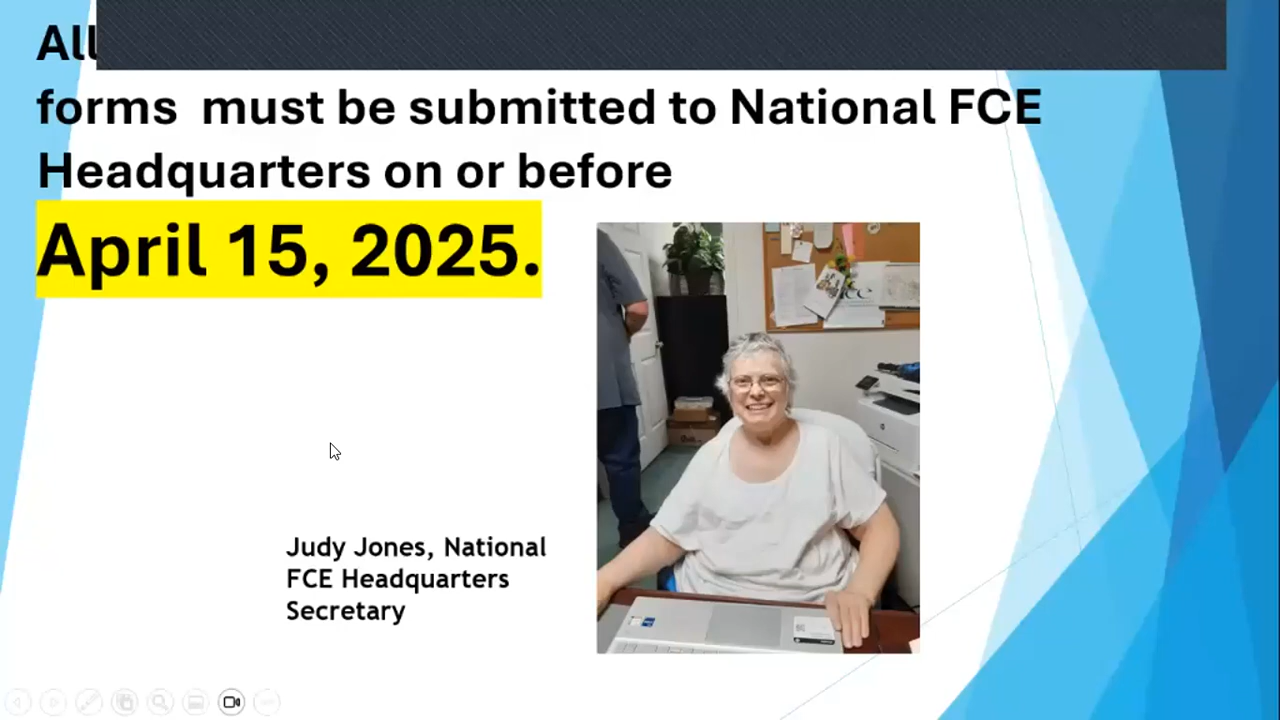 All
forms must be submitted to National FCE
Headquarters on or before
April 15, 2025.
Judy Jones, National
FCE Headquarters
Secretary